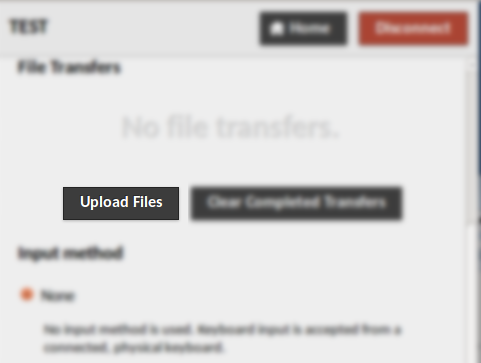 TEST
Home
Disconnect
File Transfers
No file transfers.
Upload Files
Clear Completed Transfers
Input method
None
No input method is used. Keyboard input is accepted from a
connected, physical keyboard.